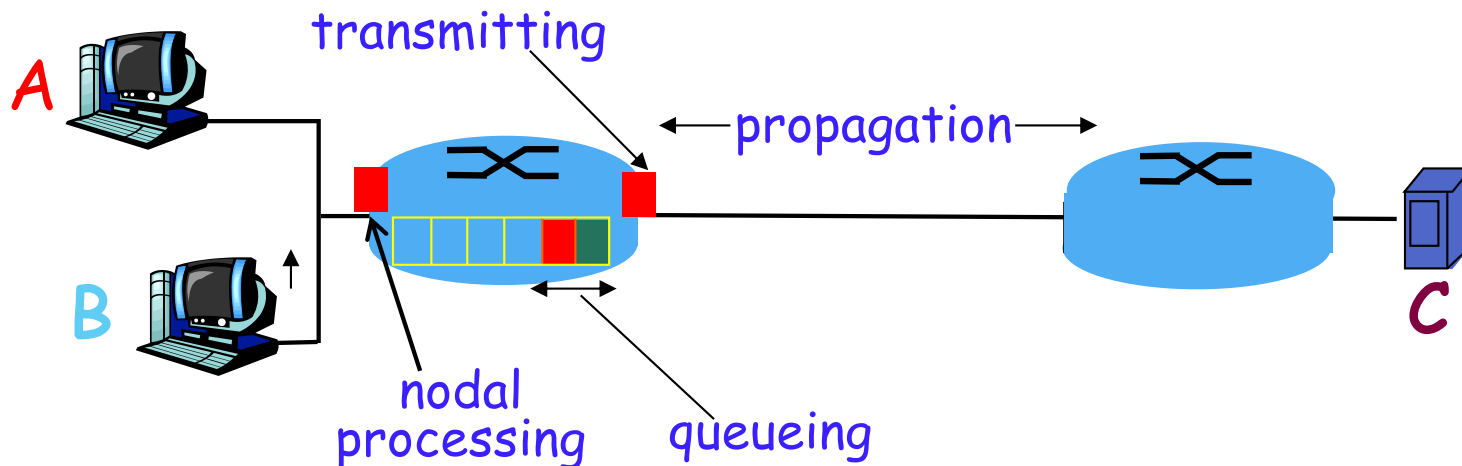 transmitting
A
propagation
B
C
nodal
processing
queueing